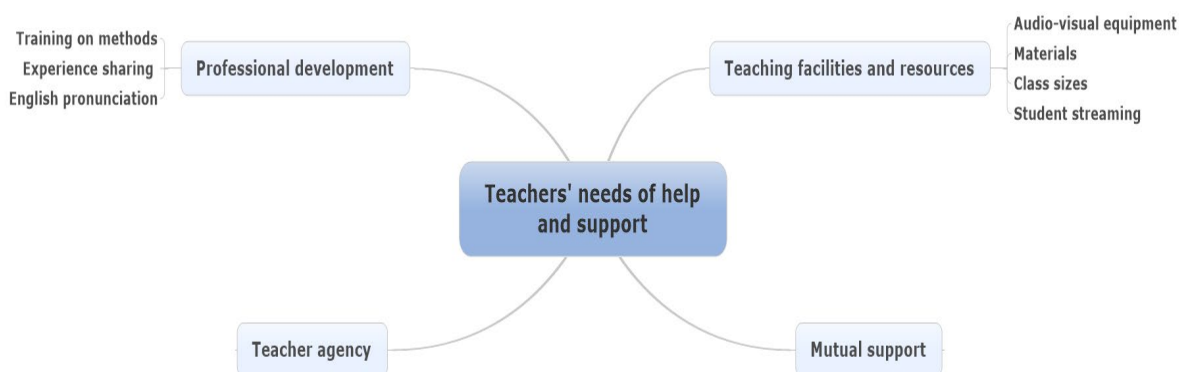 Training on methods
Experience sharing
English pronunciation
Professional development
Teaching facilities and resources
Audio-visual equipment
Materials
Class sizes
Student streaming
Teachers' needs of help
and support
Teacher agency
Mutual support